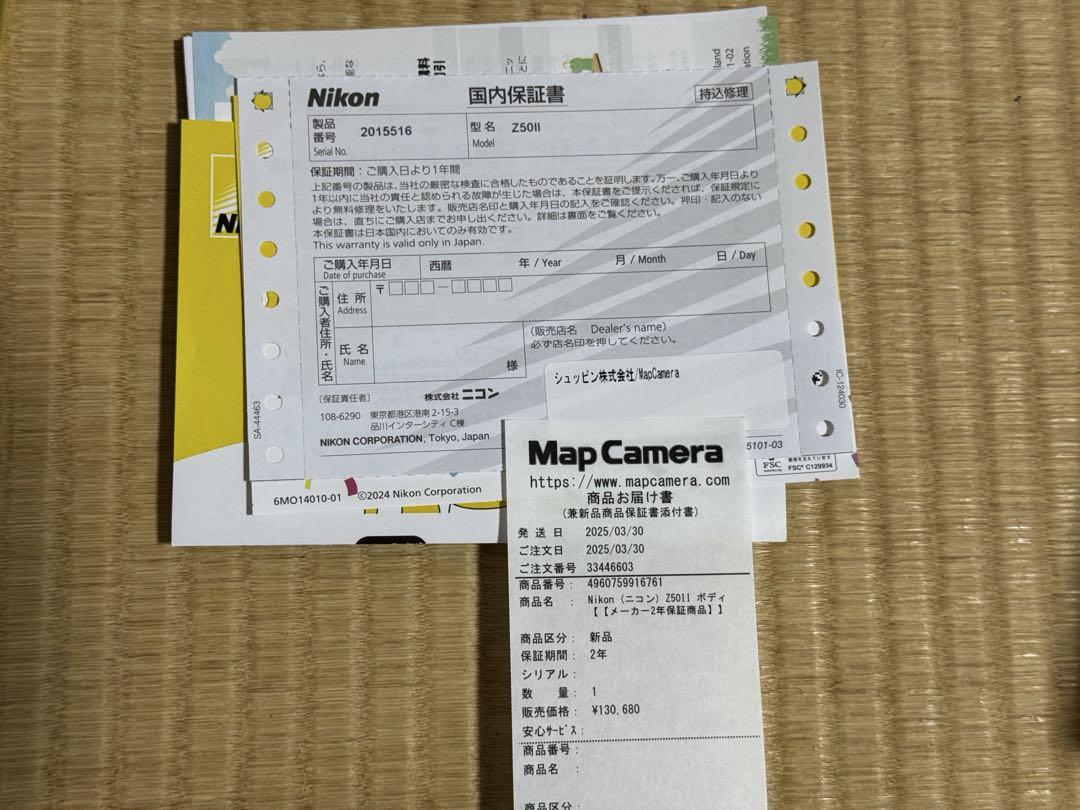 Nikon 国内保証書 持込修理
製品番号 Serial No. 2015516 型名 Model Z50II
保証期間：ご購入日より1年間
上記番号の製品は、当社の厳密な検査に合格したものであることを証明します。万一、ご購入年月日より
1年以内に当社の責任と認められる故障が生じた場合は、本保証書をご提示くだされば、保証規定に
より無料修理をいたします。販売店名印と購入年月日の記入をご確認ください。押印・記入のない
場合は、直ちにご購入店までお申し出ください。詳細は裏面をご覧ください。
本保証書は日本国内においてのみ有効です。
This warranty is valid only in Japan.
ご購入年月日 Date of purchase 西暦 年 / Year 月 / Month 日 / Day
ご購入者住所・氏名
住所 Address 〒
氏名 Name 様
(販売店名 Dealer's name)
必ず店名印を押してください。
シュッピン株式会社/MapCamera
〔保証責任者〕 株式会社 ニコン
108-6290 東京都港区港南 2-15-3
品川インターシティ C棟
NIKON CORPORATION, Tokyo, Japan
5101-03
SA-44463
IC-124030
6MO14010-01 ©2024 Nikon Corporation
FSC
FSC® C129934
Map Camera
https://www.mapcamera.com
商品お届け書
(兼新品商品保証書添付書)
発送日 2025/03/30
ご注文日 2025/03/30
ご注文番号 33446603
商品番号： 4960759916761
商品名 ： Nikon (ニコン) Z50II ボディ
【【メーカー2年保証商品】】
商品区分： 新品
保証期間： 2年
シリアル：
数 量： 1
販売価格： ¥130,680
安心サービス：
商品番号：
商品名 ：
商品区分：